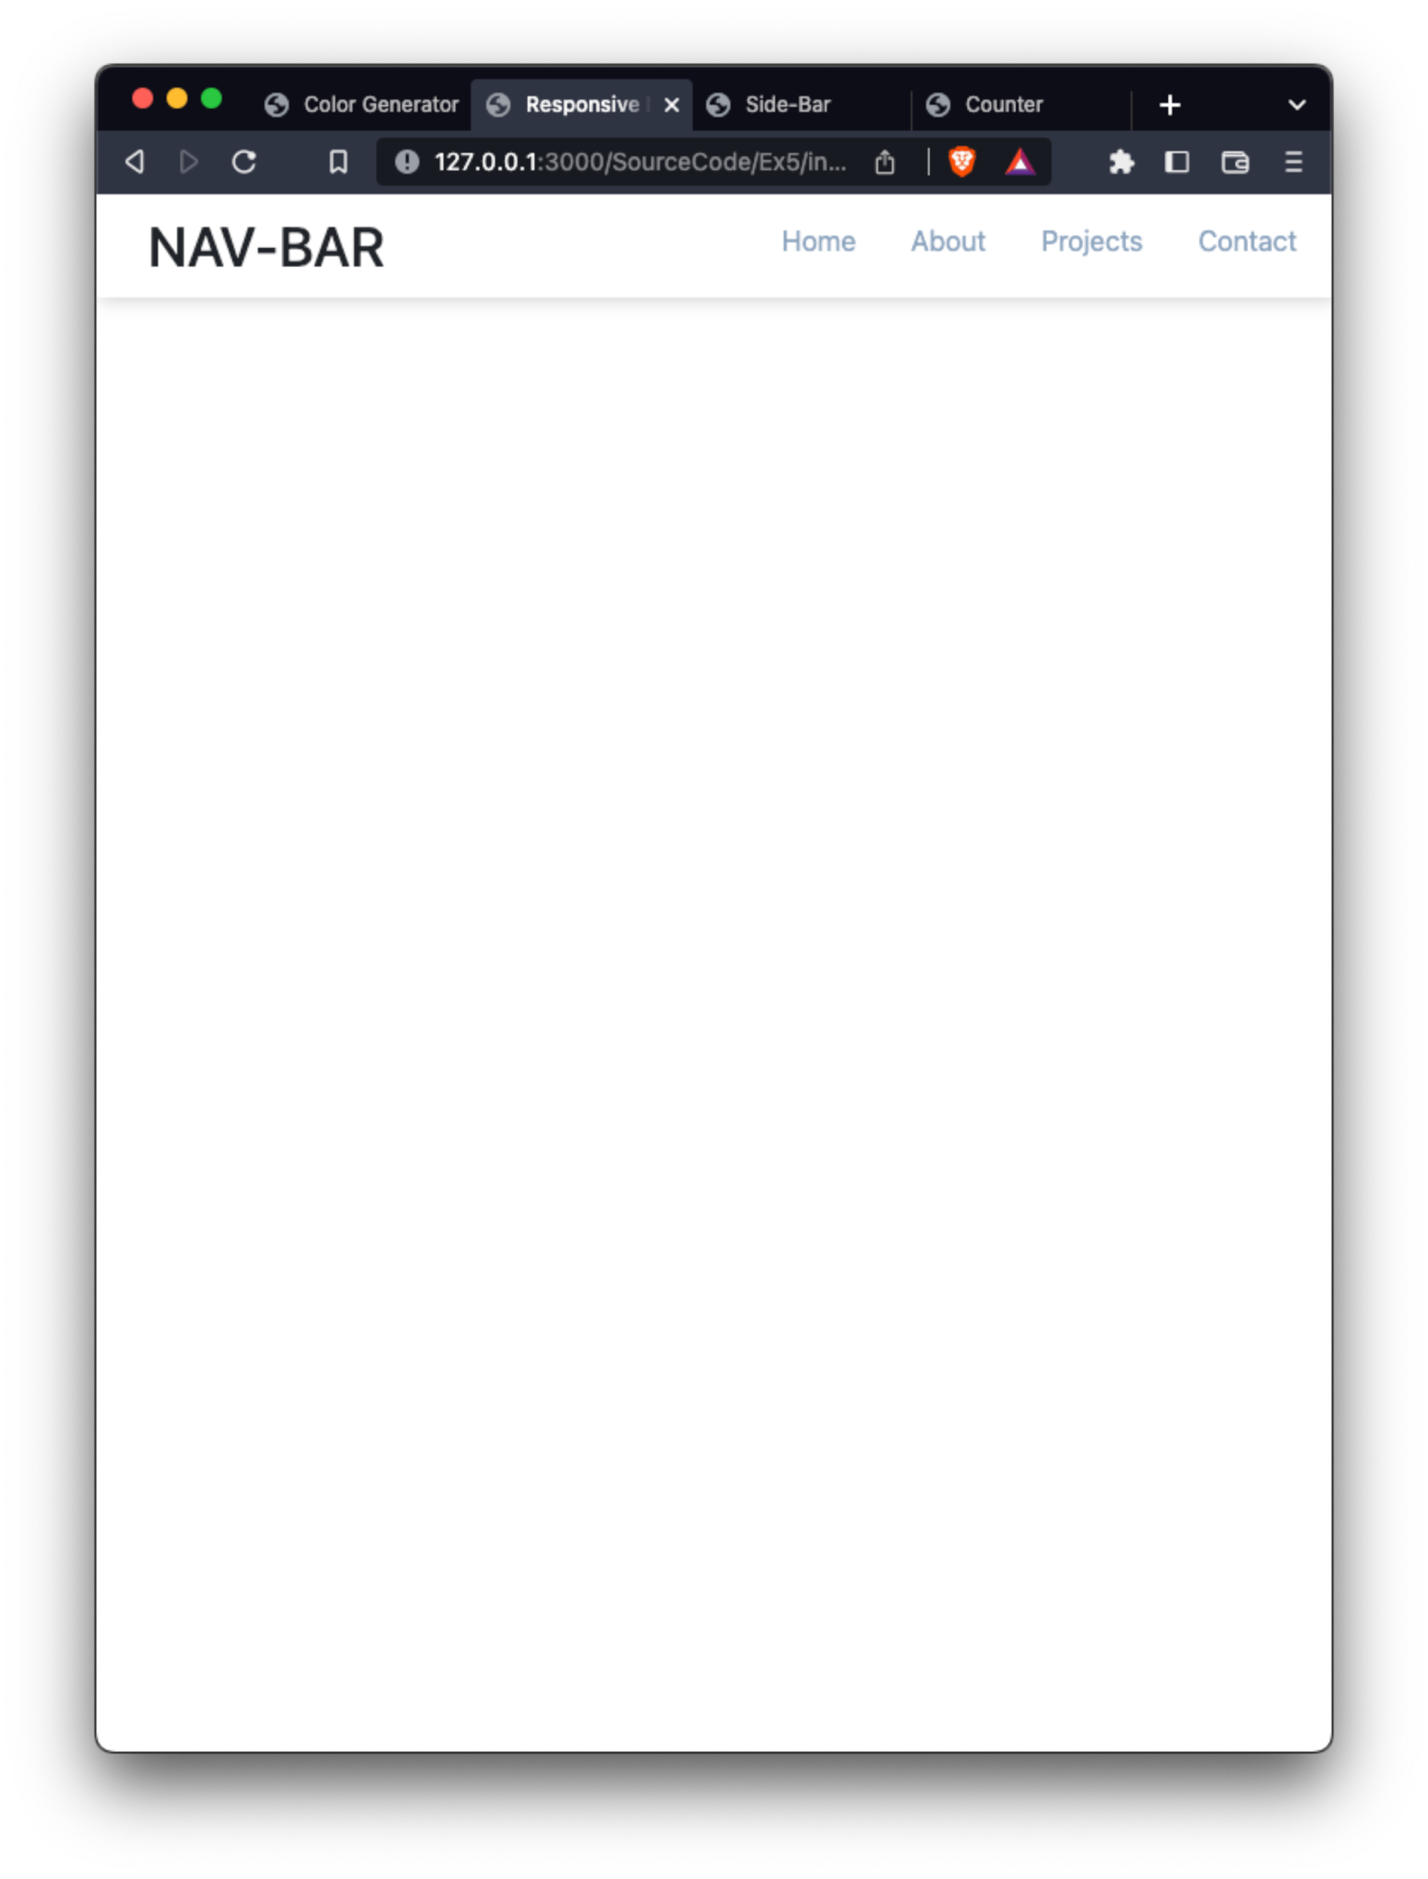 Color Generator Responsive Side-Bar Counter
127.0.0.1:3000/SourceCode/Ex5/in...
NAV-BAR Home About Projects Contact